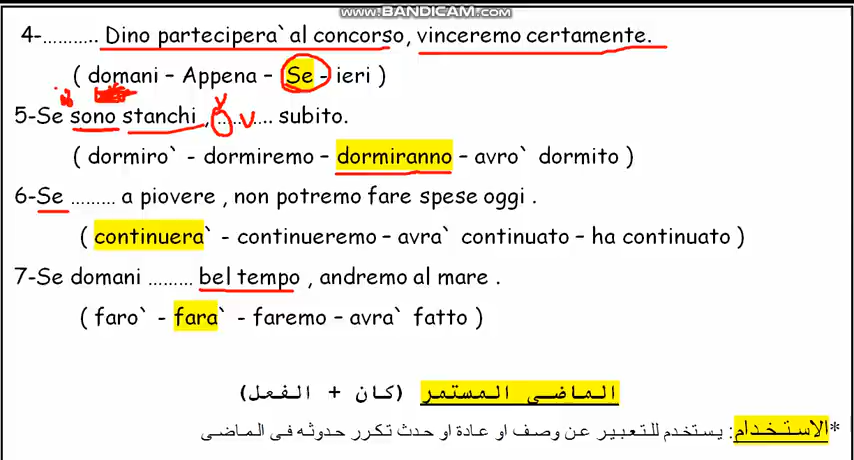 WWW.BANDICAM.COM
4-……….. Dino partecipera` al concorso, vinceremo certamente.
( domani – Appena – Se – ieri )
5-Se sono stanchi , ……….. subito.
( dormiro` - dormiremo – dormiranno – avro` dormito )
6-Se ……… a piovere , non potremo fare spese oggi .
( continuera` - continueremo – avra` continuato – ha continuato )
7-Se domani ……… bel tempo , andremo al mare .
( faro` - fara` - faremo – avra` fatto )
الماضى المستمر (كان + الفعل)
*الاستخدام: يستخدم للتعبير عن وصف او عادة او حدث تكرر حدوثه فى الماضى